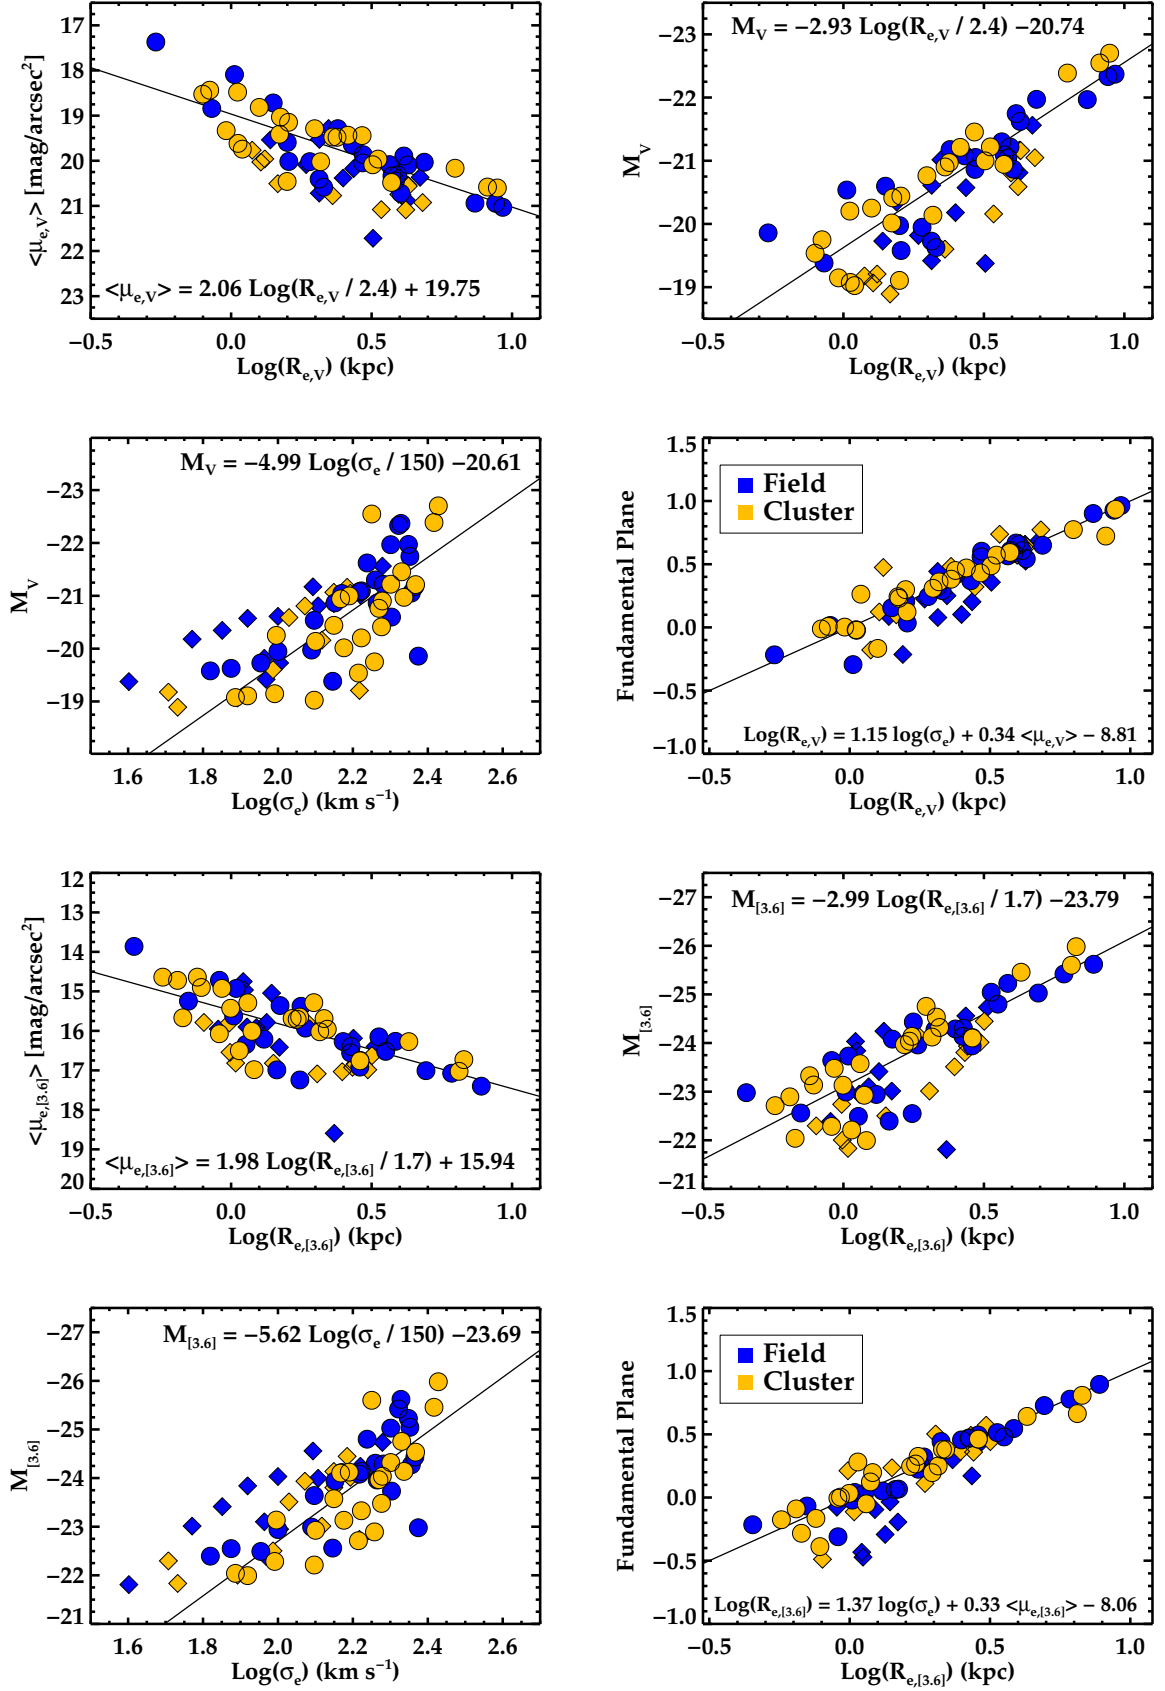 17
18
19
20
21
22
23
<μe,V> [mag/arcsec2]
<μe,V> = 2.06 Log(Re,V / 2.4) + 19.75
−0.5 0.0 0.5 1.0
Log(Re,V) (kpc)
−23
−22
−21
−20
−19
MV
MV = −2.93 Log(Re,V / 2.4) −20.74
−0.5 0.0 0.5 1.0
Log(Re,V) (kpc)
−23
−22
−21
−20
−19
MV
MV = −4.99 Log(σe / 150) −20.61
1.6 2.0 2.2 2.4 2.6
Log(σe) (km s−1)
1.5
1.0
0.5
0.0
−0.5
−1.0
Fundamental Plane
Field
Cluster
Log(Re,V) = 1.15 log(σe) + 0.34 <μe,V> − 8.81
−0.5 0.0 0.5 1.0
Log(Re,V) (kpc)
12
13
14
15
16
17
18
19
20
<μe,[3.6]> [mag/arcsec2]
<μe,[3.6]> = 1.98 Log(Re,[3.6] / 1.7) + 15.94
−0.5 0.0 0.5 1.0
Log(Re,[3.6]) (kpc)
−27
−26
−25
−24
−23
−22
−21
M[3.6]
M[3.6] = −2.99 Log(Re,[3.6] / 1.7) −23.79
−0.5 0.0 0.5 1.0
Log(Re,[3.6]) (kpc)
−27
−26
−25
−24
−23
−22
−21
M[3.6]
M[3.6] = −5.62 Log(σe / 150) −23.69
1.6 2.0 2.2 2.4 2.6
Log(σe) (km s−1)
1.5
1.0
0.5
0.0
−0.5
−1.0
Fundamental Plane
Field
Cluster
Log(Re,[3.6]) = 1.37 log(σe) + 0.33 <μe,[3.6]> − 8.06
−0.5 0.0 0.5 1.0
Log(Re,[3.6]) (kpc)